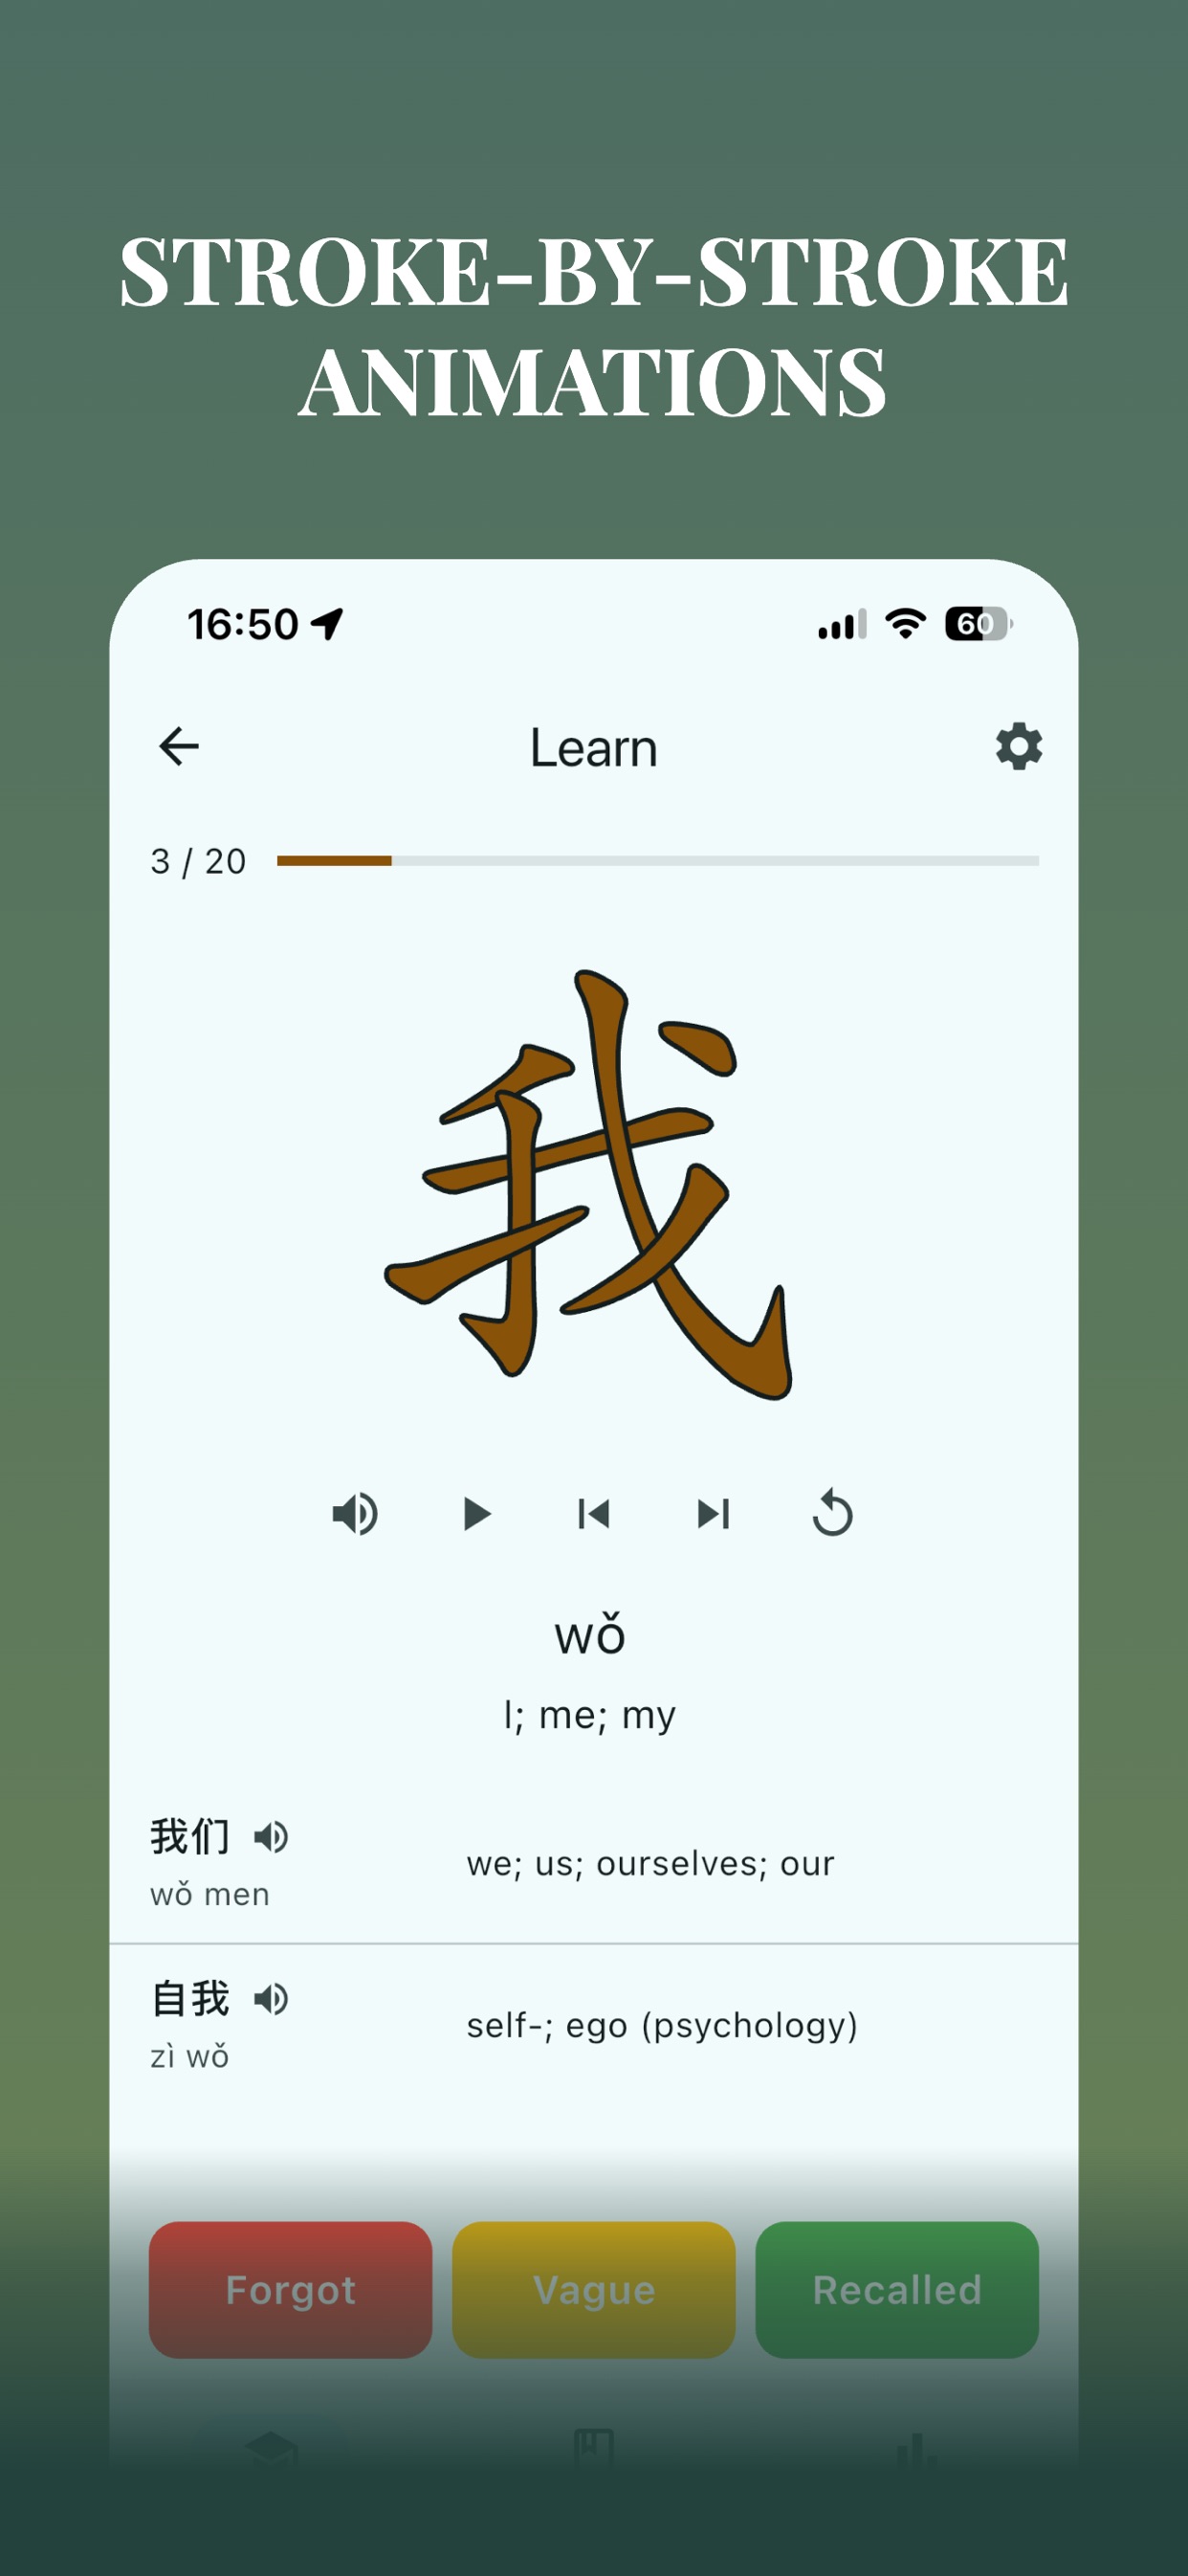 STROKE-BY-STROKE
ANIMATIONS
16:50
60
Learn
3 / 20
我
wǒ
I; me; my
我们
wǒ men
we; us; ourselves; our
自我
zì wǒ
self-; ego (psychology)
Forgot Vague Recalled